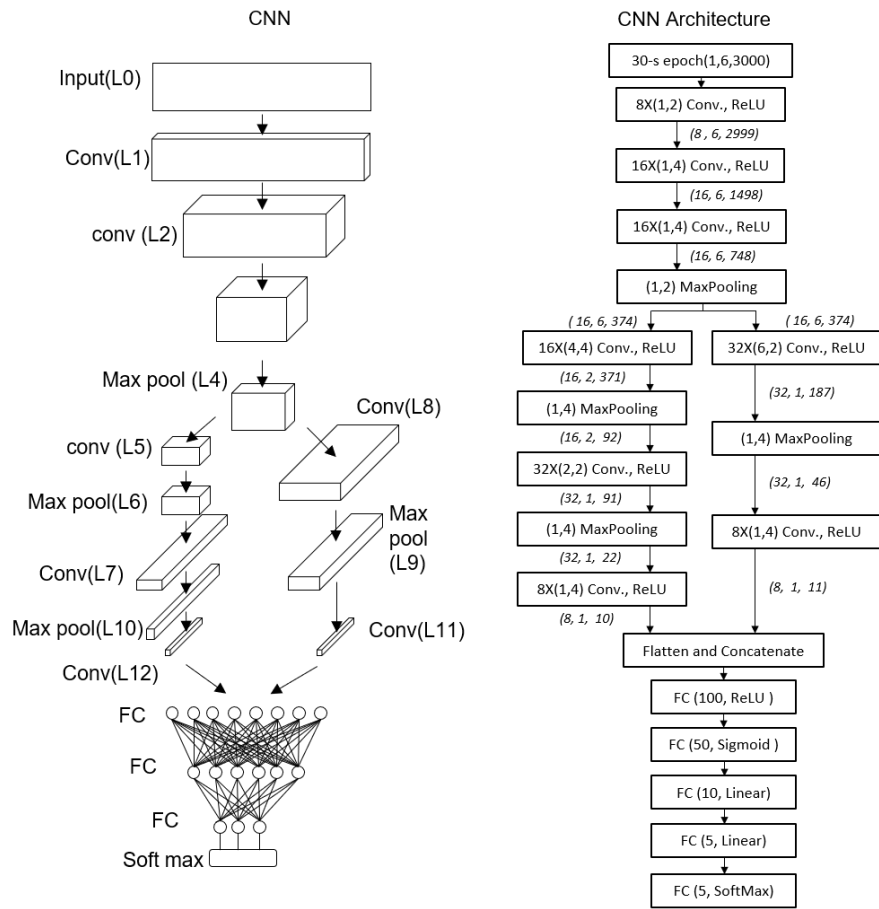 CNN
Input(L0)
Conv(L1)
conv (L2)
Max pool (L4)
Conv(L8)
conv (L5)
Max pool(L6)
Max
pool
(L9)
Conv(L7)
Max pool(L10)
Conv(L11)
Conv(L12)
FC
FC
FC
Soft max
CNN Architecture
30-s epoch(1,6,3000)
8X(1,2) Conv., ReLU
(8 , 6, 2999)
16X(1,4) Conv., ReLU
(16, 6, 1498)
16X(1,4) Conv., ReLU
(16, 6, 748)
(1,2) MaxPooling
( 16, 6, 374)
16X(4,4) Conv., ReLU
(16, 2, 371)
(1,4) MaxPooling
(16, 2, 92)
32X(2,2) Conv., ReLU
(32, 1, 91)
(1,4) MaxPooling
(32, 1, 22)
8X(1,4) Conv., ReLU
(8, 1, 10)
( 16, 6, 374)
32X(6,2) Conv., ReLU
(32, 1, 187)
(1,4) MaxPooling
(32, 1, 46)
8X(1,4) Conv., ReLU
(8, 1, 11)
Flatten and Concatenate
FC (100, ReLU )
FC (50, Sigmoid )
FC (10, Linear)
FC (5, Linear)
FC (5, SoftMax)